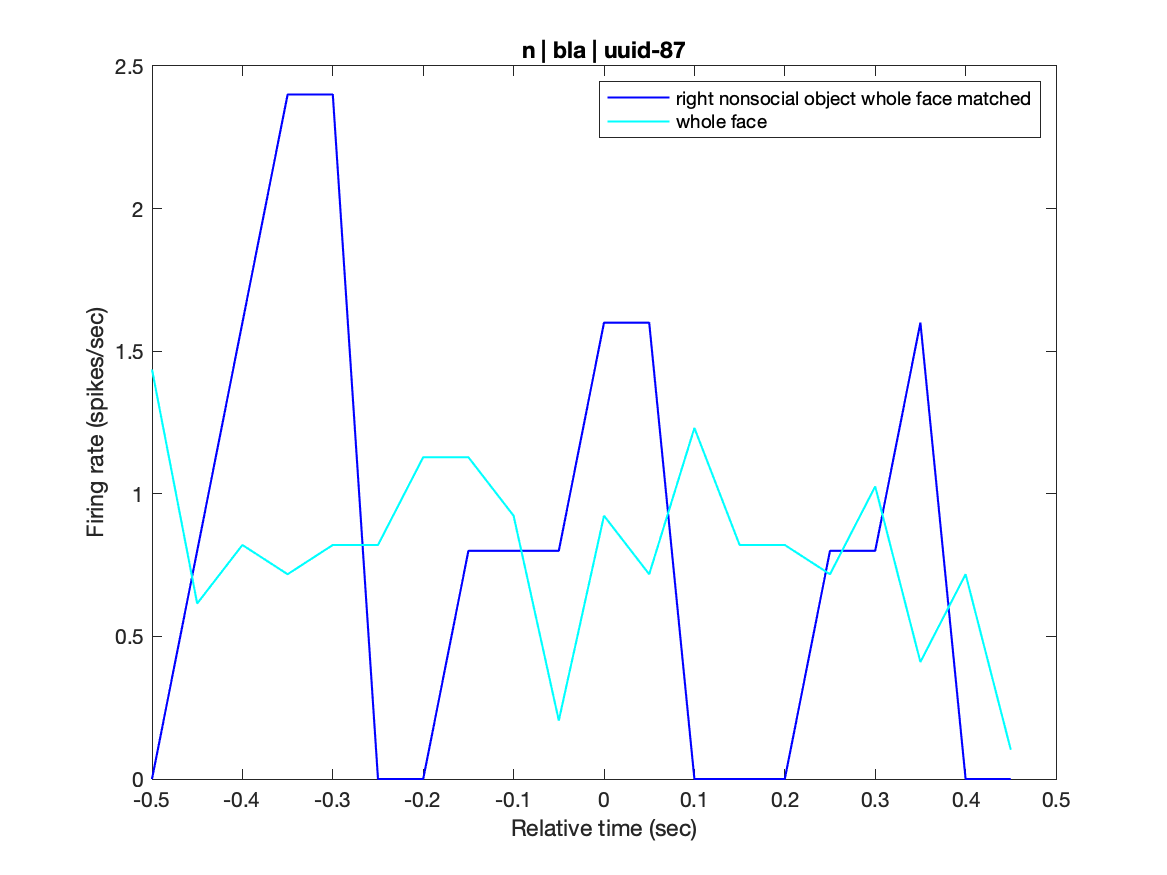 n | bla | uuid-87
right nonsocial object whole face matched
whole face
Firing rate (spikes/sec)
2.5
2
1.5
1
0.5
0
-0.5 -0.4 -0.3 -0.2 -0.1 0 0.1 0.2 0.3 0.4 0.5
Relative time (sec)